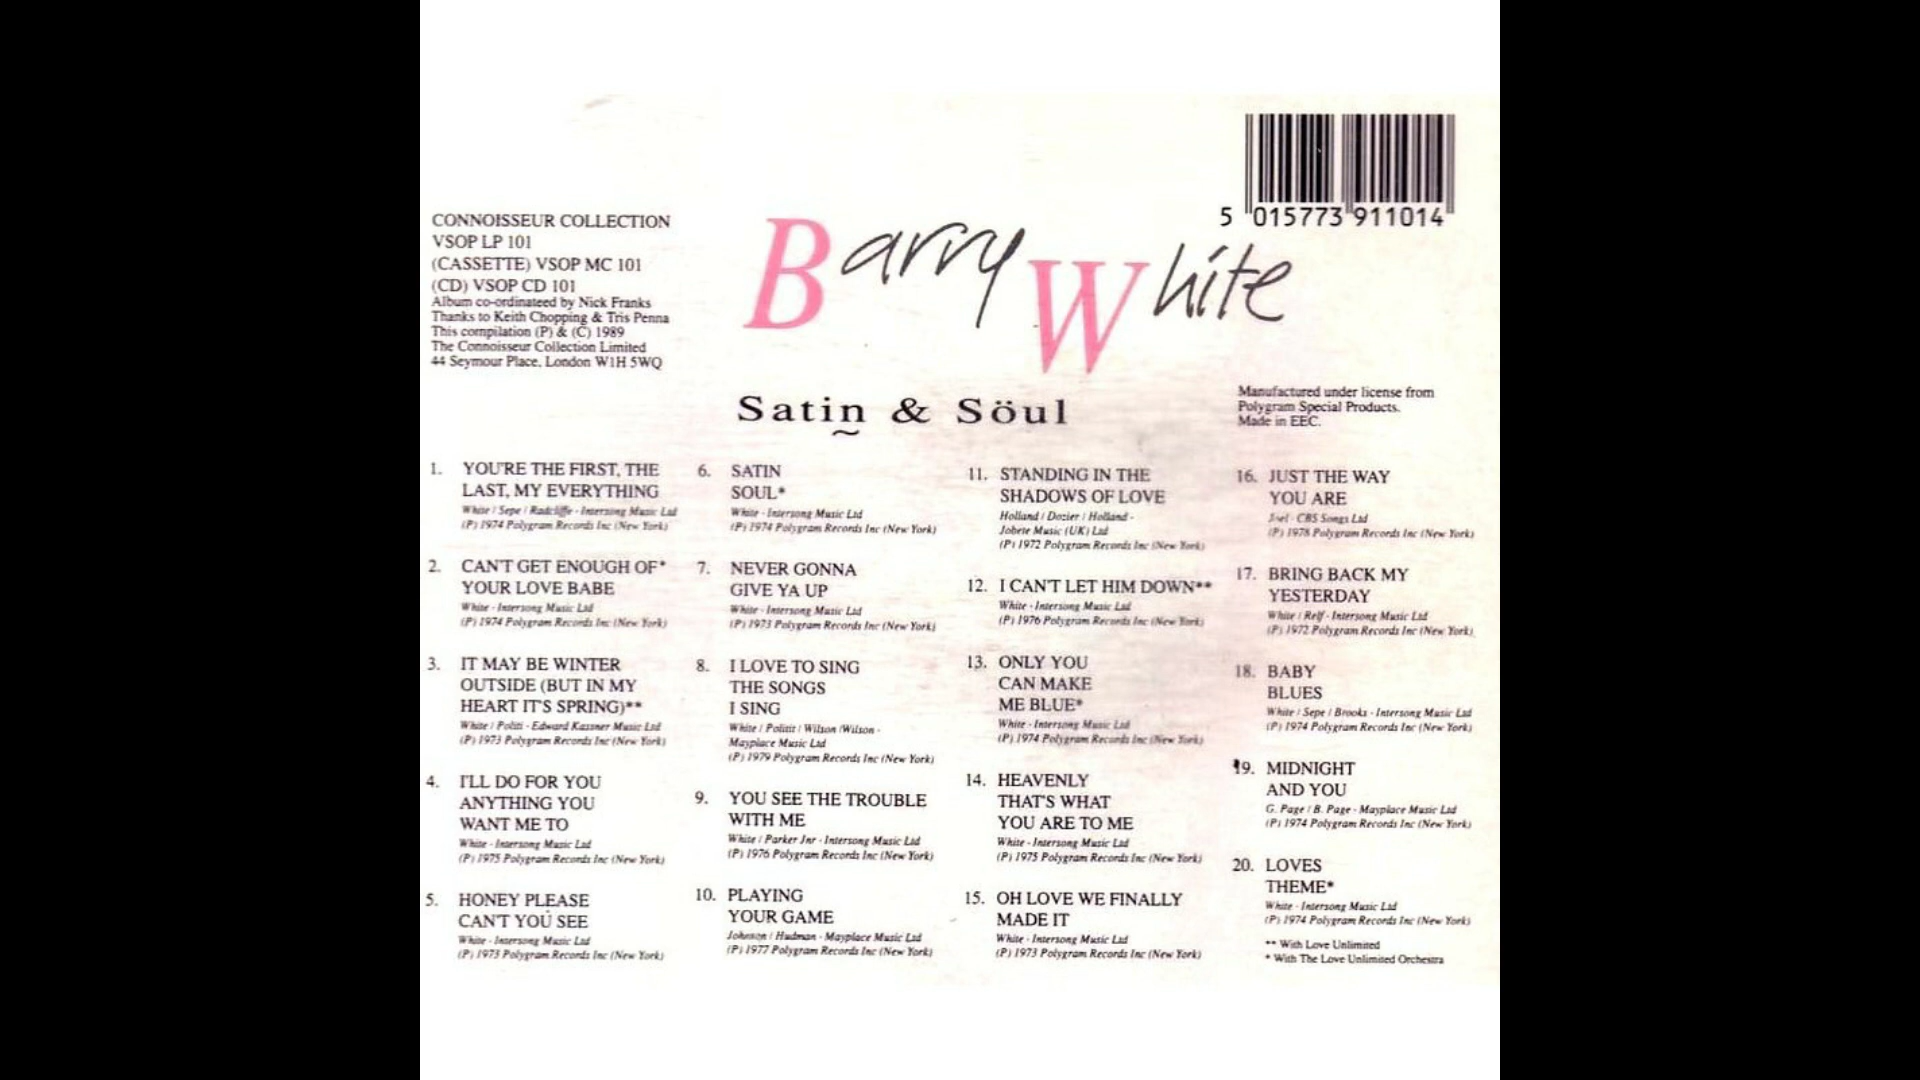 5 015773 911014
CONNOISSEUR COLLECTION
VSOP LP 101
(CASSETTE) VSOP MC 101
(CD) VSOP CD 101
Album co-ordinateed by Nick Franks
Thanks to Keith Chopping & Tris Penna
This compilation (P) & (C) 1989
The Connoisseur Collection Limited
44 Seymour Place, London W1H 5WQ
Barry White
Satin & Söul
Manufactured under license from
Polygram Special Products.
Made in EEC.
1. YOU'RE THE FIRST, THE
LAST, MY EVERYTHING
White / Sepe / Radcliffe - Intersong Music Ltd
(P) 1974 Polygram Records Inc (New York)
2. CAN'T GET ENOUGH OF*
YOUR LOVE BABE
White - Intersong Music Ltd
(P) 1974 Polygram Records Inc (New York)
3. IT MAY BE WINTER
OUTSIDE (BUT IN MY
HEART IT'S SPRING)**
White / Politi - Edward Kassner Music Ltd
(P) 1973 Polygram Records Inc (New York)
4. I'LL DO FOR YOU
ANYTHING YOU
WANT ME TO
White - Intersong Music Ltd
(P) 1975 Polygram Records Inc (New York)
5. HONEY PLEASE
CAN'T YOU SEE
White - Intersong Music Ltd
(P) 1973 Polygram Records Inc (New York)
6. SATIN
SOUL*
White - Intersong Music Ltd
(P) 1974 Polygram Records Inc (New York)
7. NEVER GONNA
GIVE YA UP
White - Intersong Music Ltd
(P) 1973 Polygram Records Inc (New York)
8. I LOVE TO SING
THE SONGS
I SING
White / Politit / Wilson /Wilson -
Mayplace Music Ltd
(P) 1979 Polygram Records Inc (New York)
9. YOU SEE THE TROUBLE
WITH ME
White / Parker Jnr - Intersong Music Ltd
(P) 1976 Polygram Records Inc (New York)
10. PLAYING
YOUR GAME
Johnson / Hudman - Mayplace Music Ltd
(P) 1977 Polygram Records Inc (New York)
11. STANDING IN THE
SHADOWS OF LOVE
Holland / Dozier / Holland -
Jobete Music (UK) Ltd
(P) 1972 Polygram Records Inc (New York)
12. I CAN'T LET HIM DOWN**
White - Intersong Music Ltd
(P) 1976 Polygram Records Inc (New York)
13. ONLY YOU
CAN MAKE
ME BLUE*
White - Intersong Music Ltd
(P) 1974 Polygram Records Inc (New York)
14. HEAVENLY
THAT'S WHAT
YOU ARE TO ME
White - Intersong Music Ltd
(P) 1975 Polygram Records Inc (New York)
15. OH LOVE WE FINALLY
MADE IT
White - Intersong Music Ltd
(P) 1973 Polygram Records Inc (New York)
16. JUST THE WAY
YOU ARE
Joel - CBS Songs Ltd
(P) 1978 Polygram Records Inc (New York)
17. BRING BACK MY
YESTERDAY
White / Relf - Intersong Music Ltd
(P) 1972 Polygram Records Inc (New York)
18. BABY
BLUES
White / Sepe / Brooks - Intersong Music Ltd
(P) 1974 Polygram Records Inc (New York)
19. MIDNIGHT
AND YOU
G. Page / B. Page - Mayplace Music Ltd
(P) 1974 Polygram Records Inc (New York)
20. LOVES
THEME*
White - Intersong Music Ltd
(P) 1974 Polygram Records Inc (New York)
** With Love Unlimited
* With The Love Unlimited Orchestra